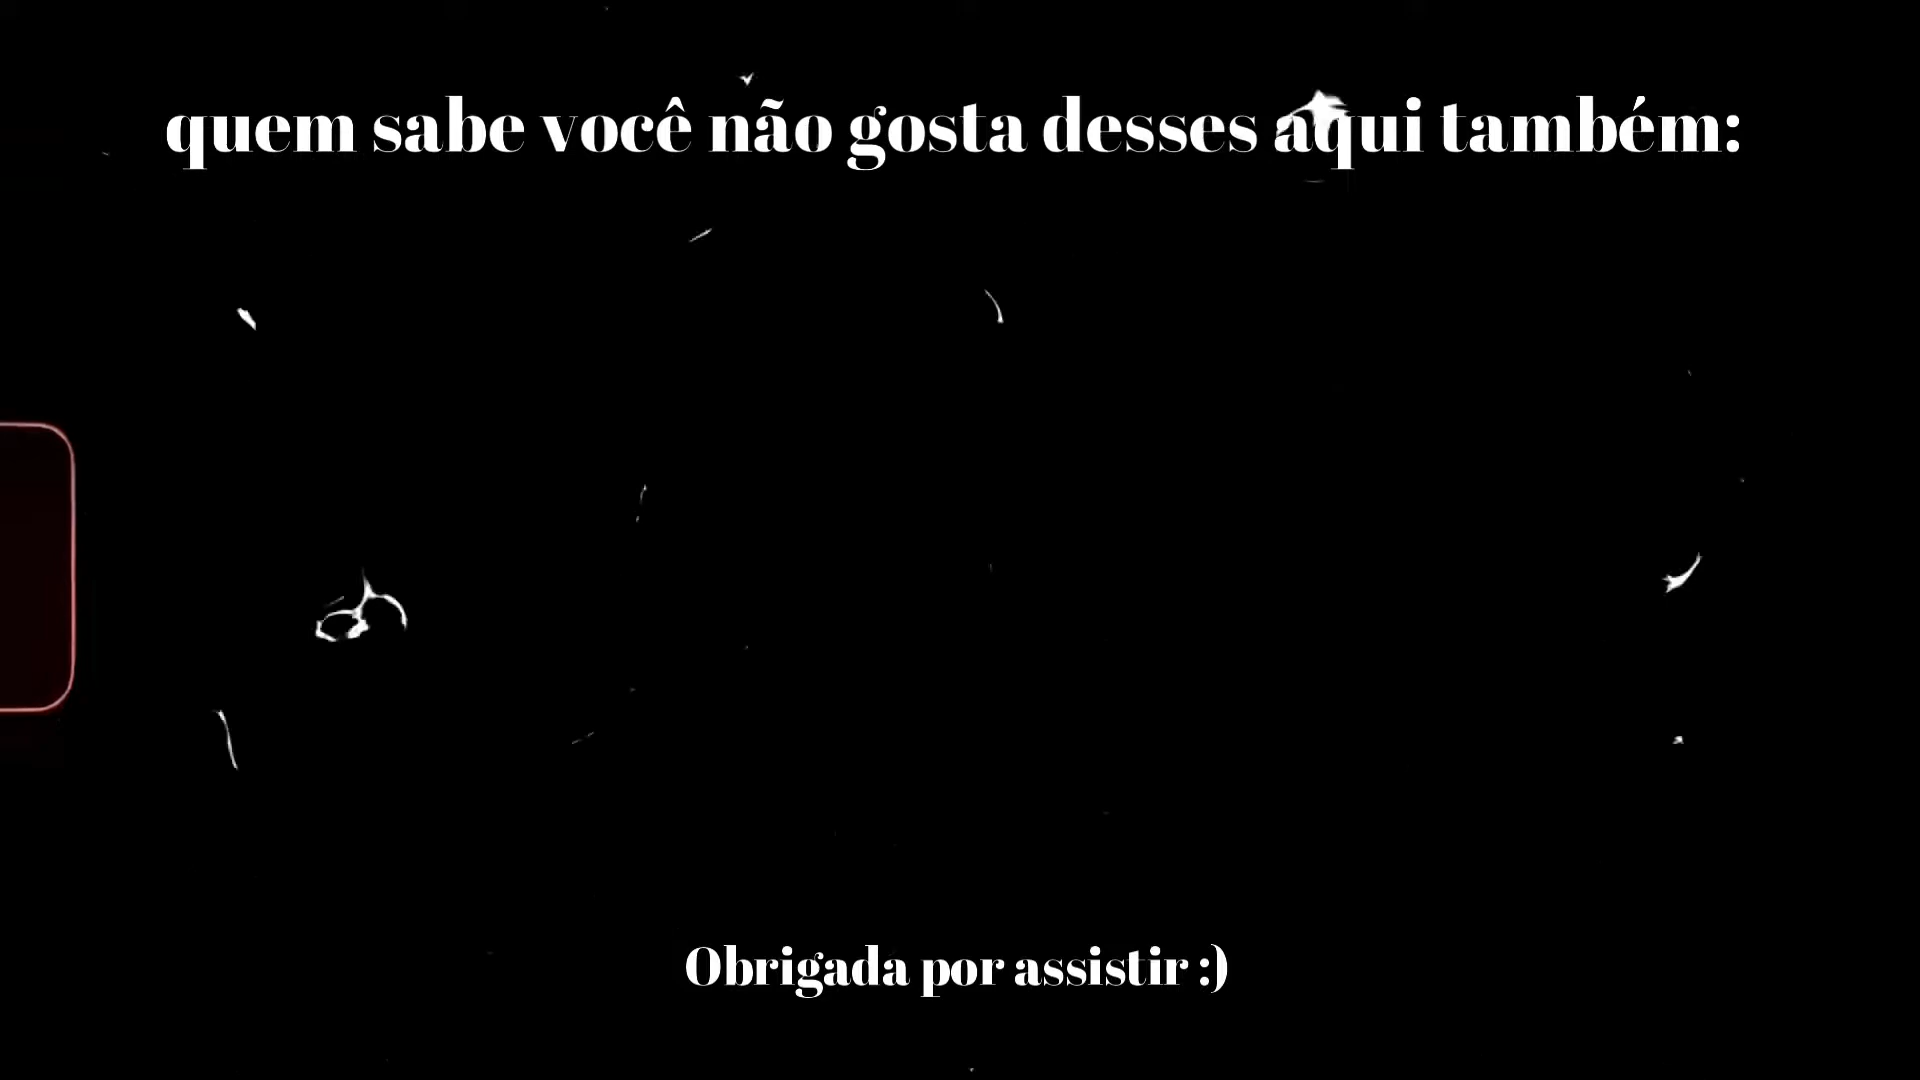 quem sabe você não gosta desses aqui também:
Obrigada por assistir :)